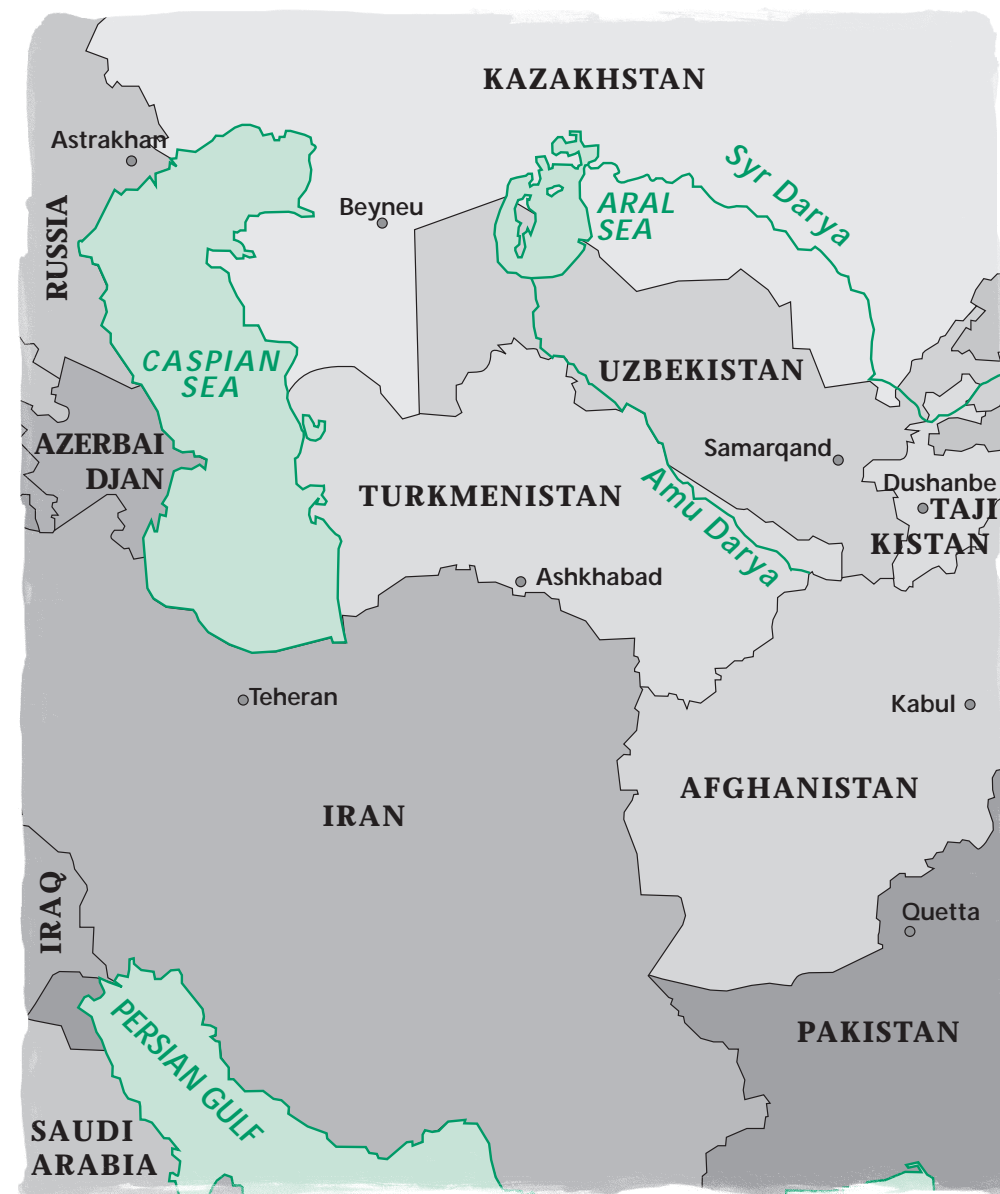 KAZAKHSTAN
Astrakhan
Syr Darya
RUSSIA
Beyneu
ARAL
SEA
CASPIAN
SEA
UZBEKISTAN
AZERBAI
DJAN
Samarqand
TURKMENISTAN
Amu Darya
Dushanbe
TAJI
KISTAN
Ashkhabad
Teheran
Kabul
AFGHANISTAN
IRAN
IRAQ
Quetta
PERSIAN GULF
PAKISTAN
SAUDI
ARABIA